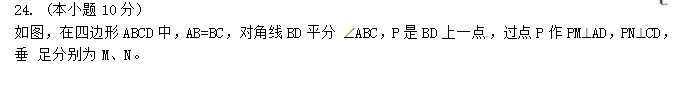 24. （本小题 10 分）
如图，在四边形 ABCD 中，AB=BC，对角线 BD 平分 ∠ABC，P 是 BD 上一点，过点 P 作 PM⊥AD，PN⊥CD，
垂 足分别为 M、N。